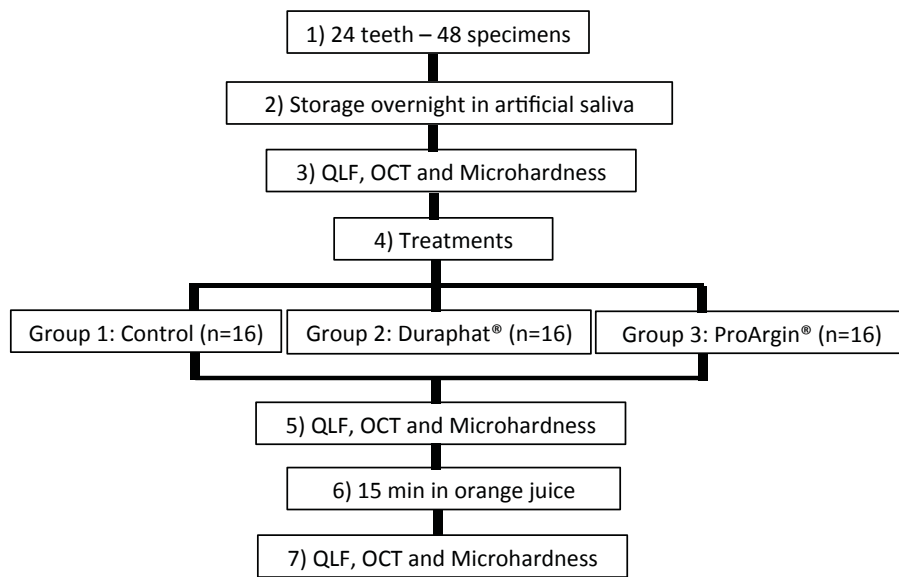 1) 24 teeth – 48 specimens
2) Storage overnight in artificial saliva
3) QLF, OCT and Microhardness
4) Treatments
Group 1: Control (n=16)
Group 2: Duraphat® (n=16)
Group 3: ProArgin® (n=16)
5) QLF, OCT and Microhardness
6) 15 min in orange juice
7) QLF, OCT and Microhardness